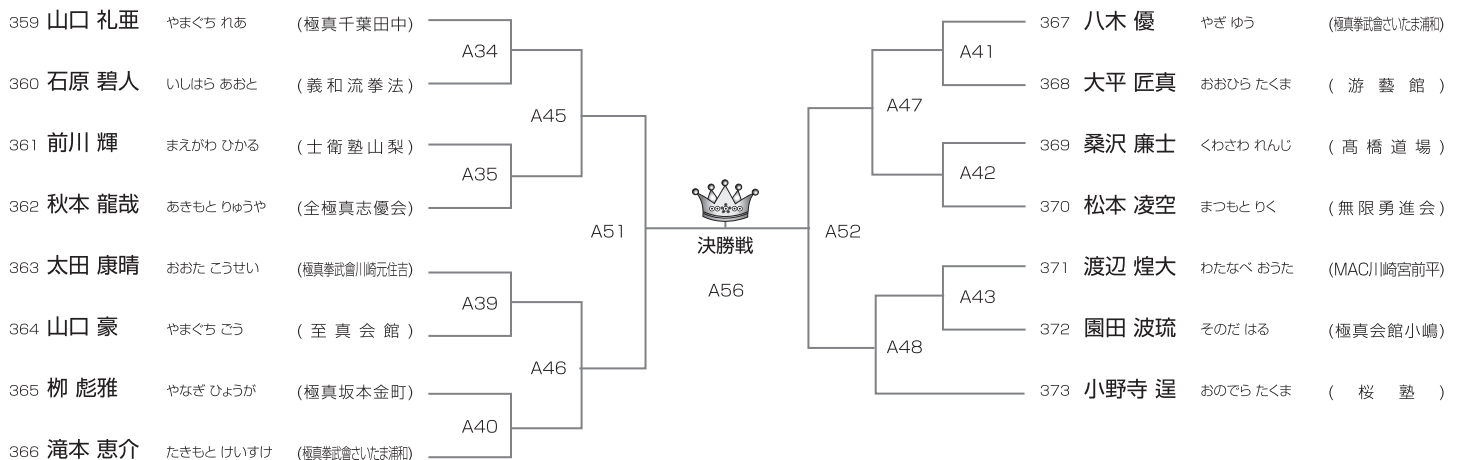 359 山口 礼亜 やまぐち れあ (極真千葉田中)
A34
360 石原 碧人 いしはら あおと (義和流拳法)
A45
361 前川 輝 まえがわ ひかる (士衛塾山梨)
A35
362 秋本 龍哉 あきもと りゅうや (全極真志優会)
A51
363 太田 康晴 おおた こうせい (極真拳武會川崎元住吉)
A39
364 山口 豪 やまぐち ごう (至真会館)
A46
365 栁 彪雅 やなぎ ひょうが (極真坂本金町)
A40
366 滝本 恵介 たきもと けいすけ (極真拳武會さいたま浦和)
決勝戦
A56
367 八木 優 やぎ ゆう (極真拳武會さいたま浦和)
A41
368 大平 匠真 おおひら たくま (游藝館)
A47
369 桑沢 廉士 くわさわ れんじ (髙橋道場)
A42
370 松本 凌空 まつもと りく (無限勇進会)
A52
371 渡辺 煌大 わたなべ おうた (MAC川崎宮前平)
A43
372 園田 波琉 そのだ はる (極真会館小嶋)
A48
373 小野寺 逞 おのでら たくま (桜塾)